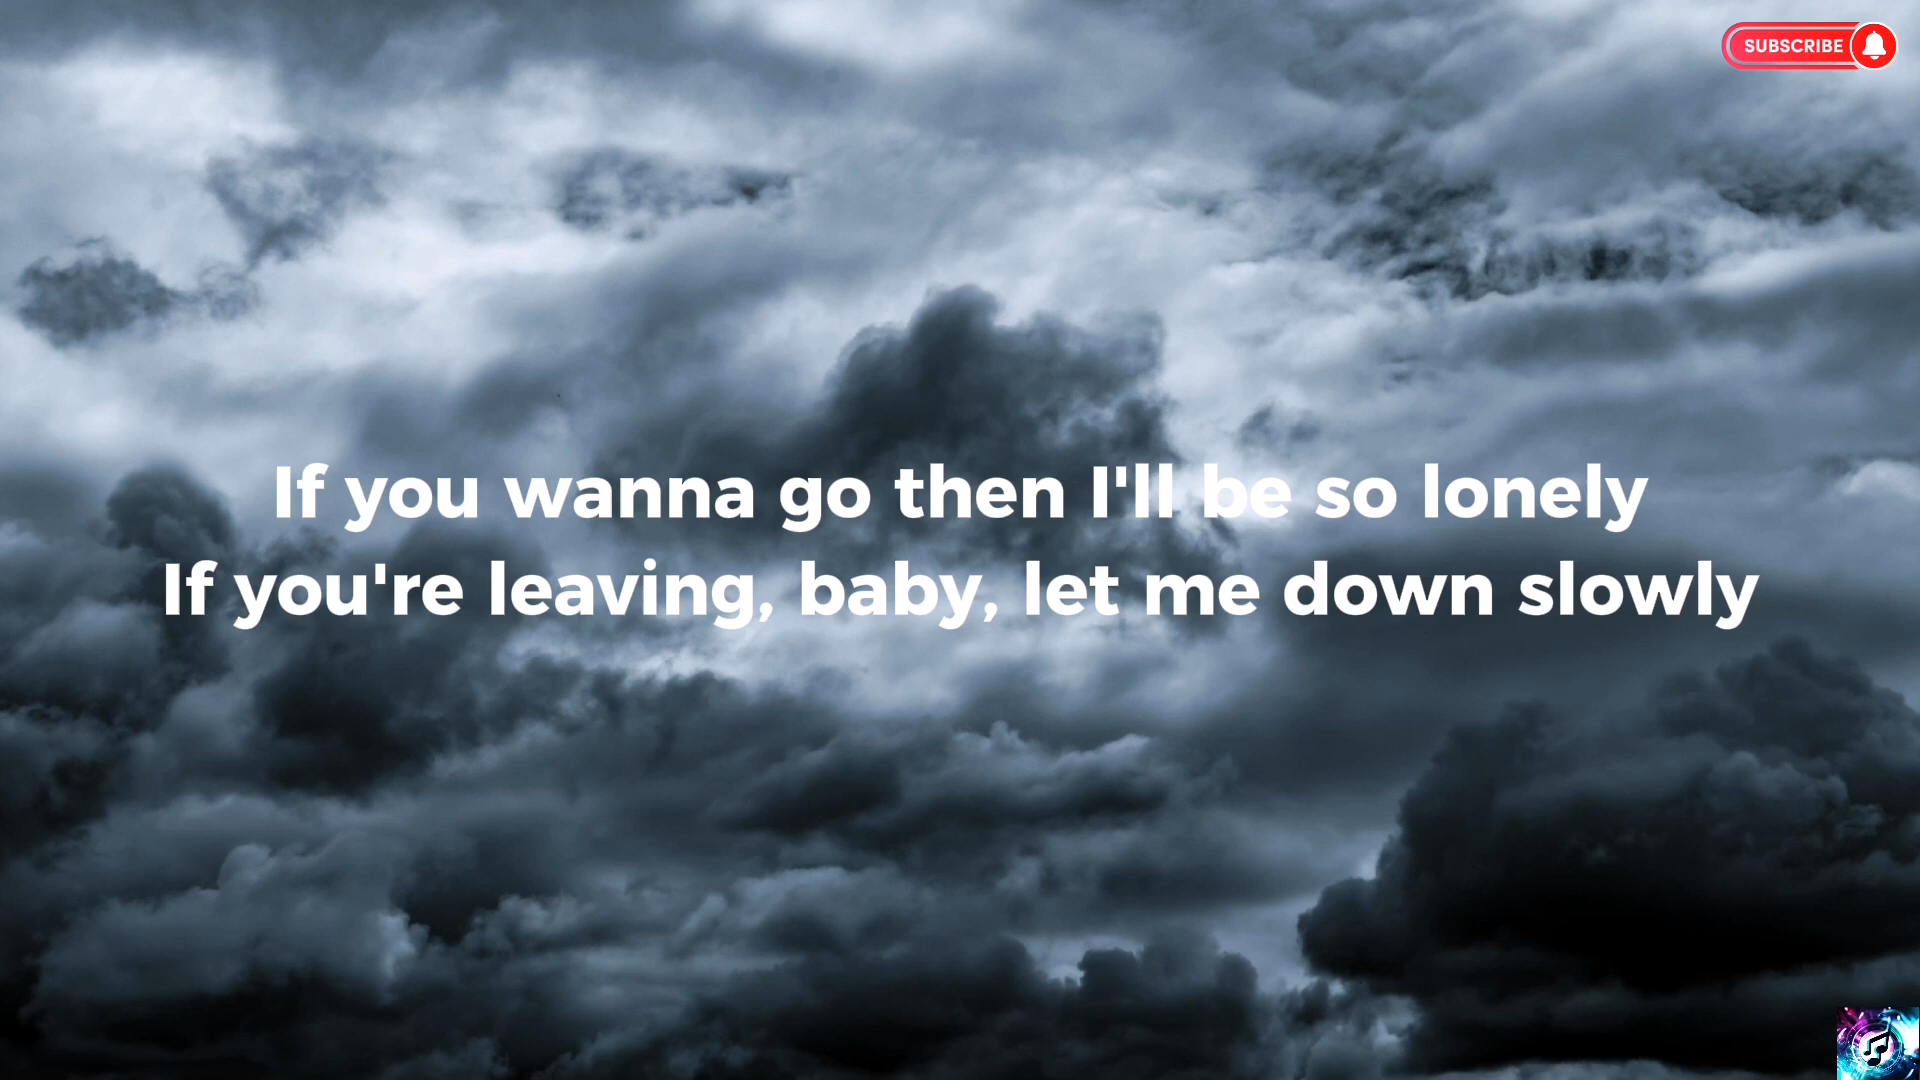 SUBSCRIBE
If you wanna go then I'll be so lonely
If you're leaving, baby, let me down slowly